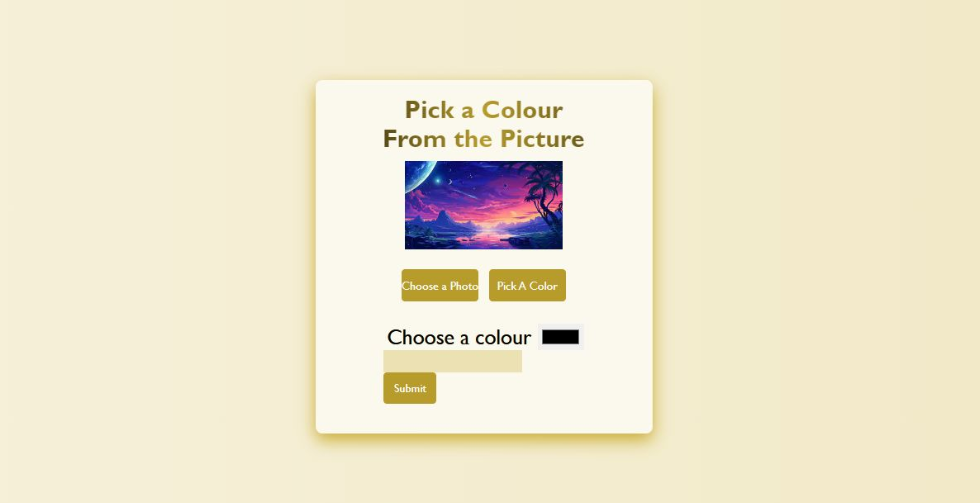 Pick a Colour
From the Picture
Choose a Photo
Pick A Color
Choose a colour
Submit